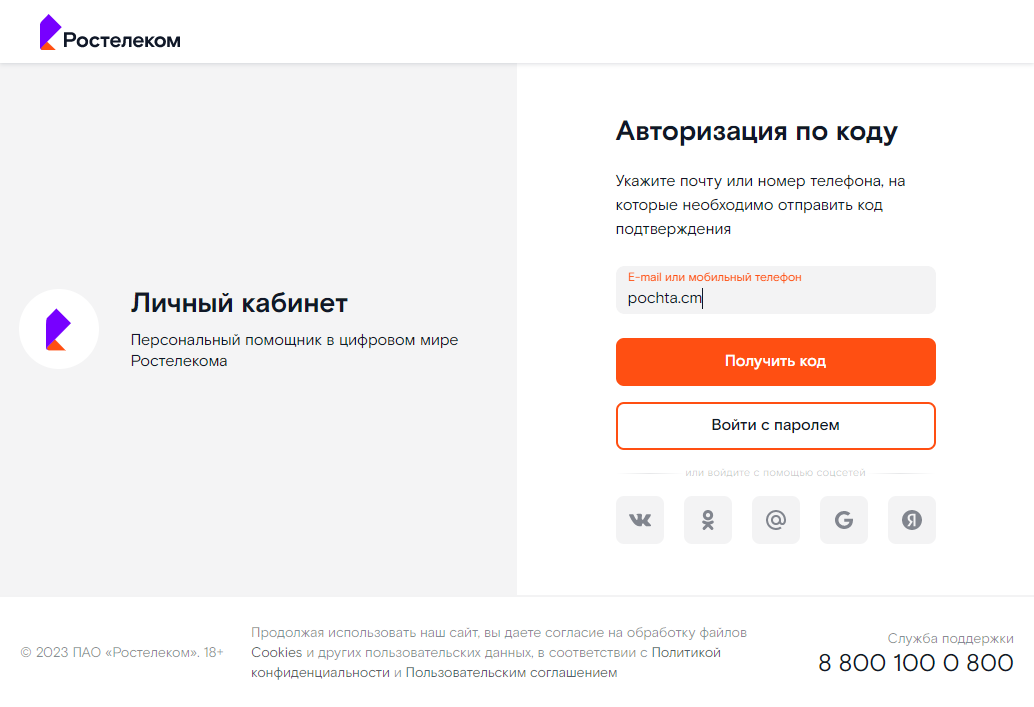 Ростелеком
Авторизация по коду
Укажите почту или номер телефона, на
которые необходимо отправить код
подтверждения
E-mail или мобильный телефон
pochta.cm
Получить код
Войти с паролем
или войдите с помощью соцсетей
Личный кабинет
Персональный помощник в цифровом мире
Ростелекома
© 2023 ПАО «Ростелеком». 18+
Продолжая использовать наш сайт, вы даете согласие на обработку файлов
Cookies и других пользовательских данных, в соответствии с Политикой
конфиденциальности и Пользовательским соглашением
Служба поддержки
8 800 100 0 800